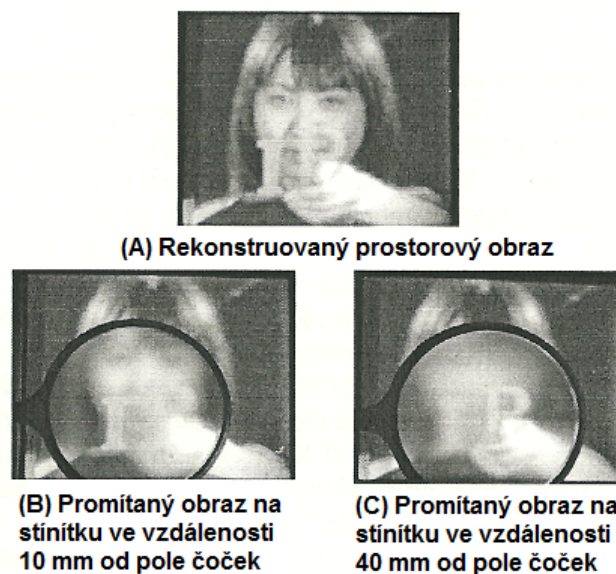 (A) Rekonstruovaný prostorový obraz
(B) Promítaný obraz na
stínítku ve vzdálenosti
10 mm od pole čoček
(C) Promítaný obraz na
stínítku ve vzdálenosti
40 mm od pole čoček